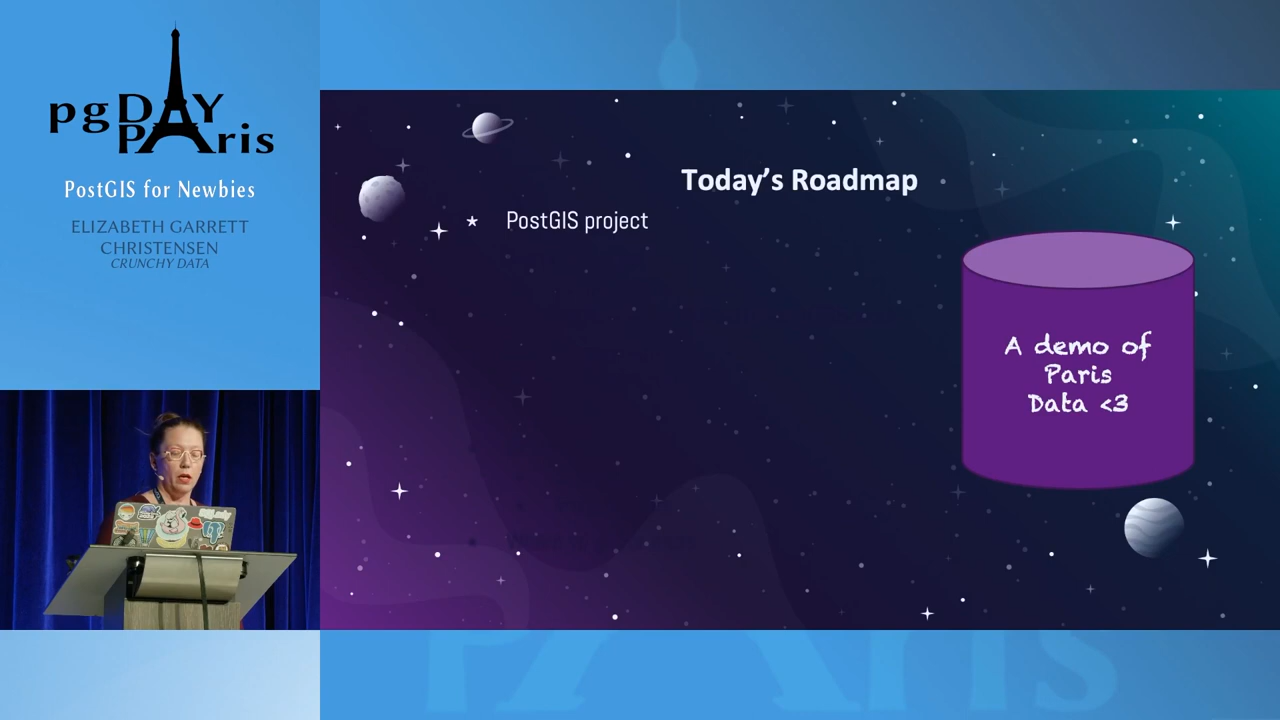 pgDAY
PAris
PostGIS for Newbies
ELIZABETH GARRETT
CHRISTENSEN
CRUNCHY DATA
Today's Roadmap
★ PostGIS project
A demo of
Paris
Data <3